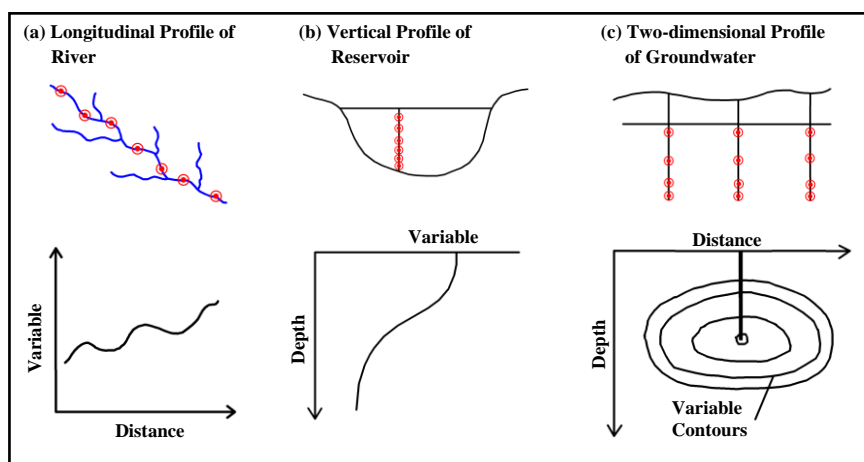 (a) Longitudinal Profile of
River
(b) Vertical Profile of
Reservoir
(c) Two-dimensional Profile
of Groundwater
Variable
Distance
Variable
Depth
Distance
Depth
Variable
Contours